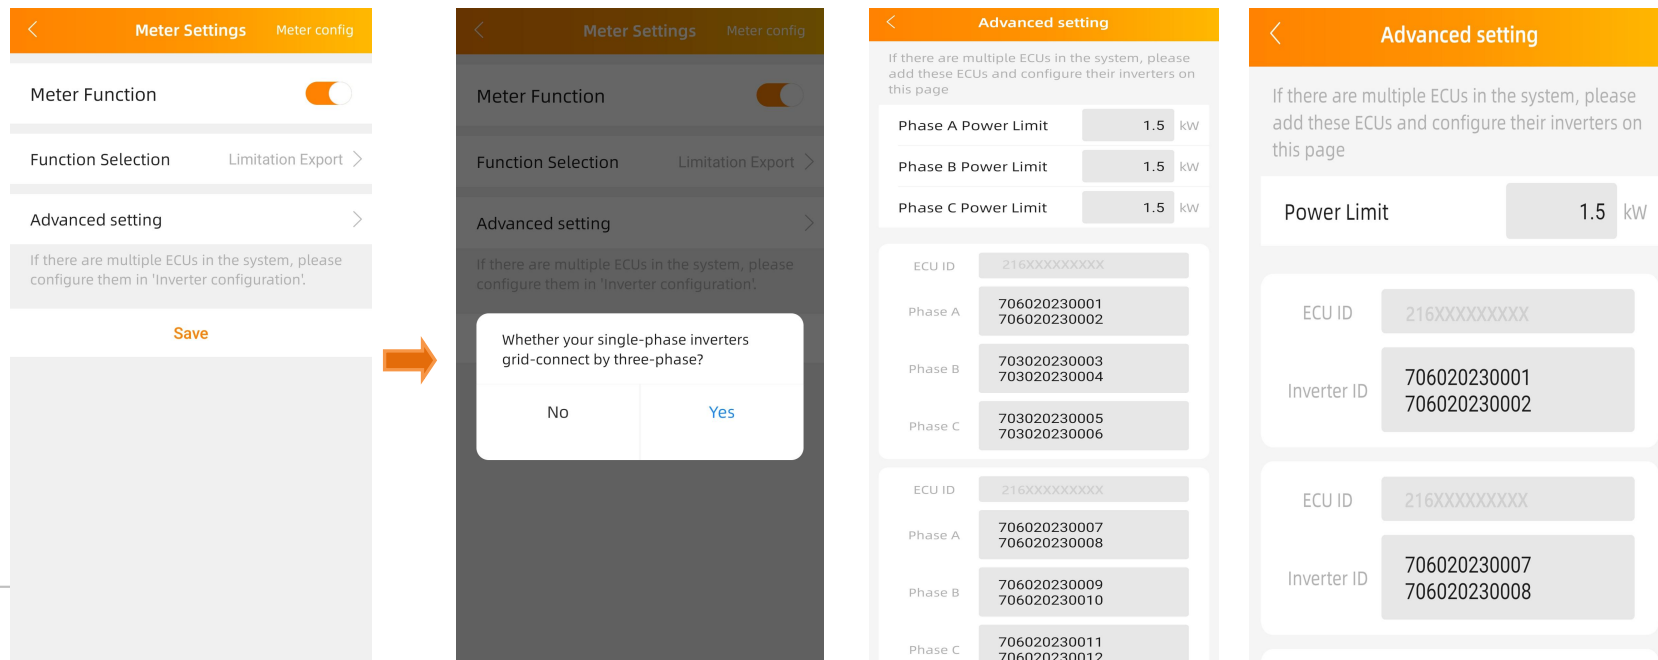 Meter Settings
Meter config
Meter Function
Function Selection
Limitation Export
Advanced setting
If there are multiple ECUs in the system, please
configure them in 'Inverter configuration'.
Save
Meter Settings
Meter config
Meter Function
Function Selection
Limitation Export
Advanced setting
If there are multiple ECUs in the system, please
configure them in 'Inverter configuration'.
Whether your single-phase inverters
grid-connect by three-phase?
No
Yes
Advanced setting
If there are multiple ECUs in the system, please
add these ECUs and configure their inverters on
this page
Phase A Power Limit 1.5 kW
Phase B Power Limit 1.5 kW
Phase C Power Limit 1.5 kW
ECU ID 216XXXXXXXXX
Phase A
706020230001
706020230002
Phase B
703020230003
703020230004
Phase C
703020230005
703020230006
ECU ID 216XXXXXXXXX
Phase A
706020230007
706020230008
Phase B
706020230009
706020230010
Phase C
706020230011
706020230012
Advanced setting
If there are multiple ECUs in the system, please
add these ECUs and configure their inverters on
this page
Power Limit 1.5 kW
ECU ID 216XXXXXXXXX
Inverter ID
706020230001
706020230002
ECU ID 216XXXXXXXXX
Inverter ID
706020230007
706020230008